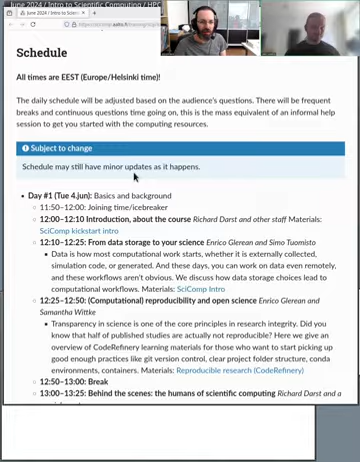 June 2024 / Intro to Scientific Computing / HPC
June 2024 / Intro to Scien
Schedule
All times are EEST (Europe/Helsinki time)!
The daily schedule will be adjusted based on the audience's questions. There will be frequent
breaks and continuous questions time going on, this is the mass equivalent of an informal help
session to get you started with the computing resources.
Subject to change
Schedule may still have minor updates as it happens.
Day #1 (Tue 4.jun): Basics and background
11:50–12:00: Joining time/icebreaker
12:00–12:10 Introduction, about the course Richard Darst and other staff Materials:
SciComp kickstart intro
12:10–12:25: From data storage to your science Enrico Glerean and Simo Tuomisto
Data is how most computational work starts, whether it is externally collected,
simulation code, or generated. And these days, you can work on data even remotely,
and these workflows aren't obvious. We discuss how data storage choices lead to
computational workflows. Materials: SciComp Intro
12:25–12:50: (Computational) reproducibility and open science Enrico Glerean and
Samantha Wittke
Transparency in science is one of the core principles in research integrity. Did you
know that half of published studies are actually not reproducible? Here we give an
overview of CodeRefinery learning materials for those who want to start picking up
good enough practices like git version control, clear project folder structure, conda
environments, containers. Materials: Reproducible research (CodeRefinery)
12:50–13:00: Break
13:00–13:25: Behind the scenes: the humans of scientific computing Richard Darst and a